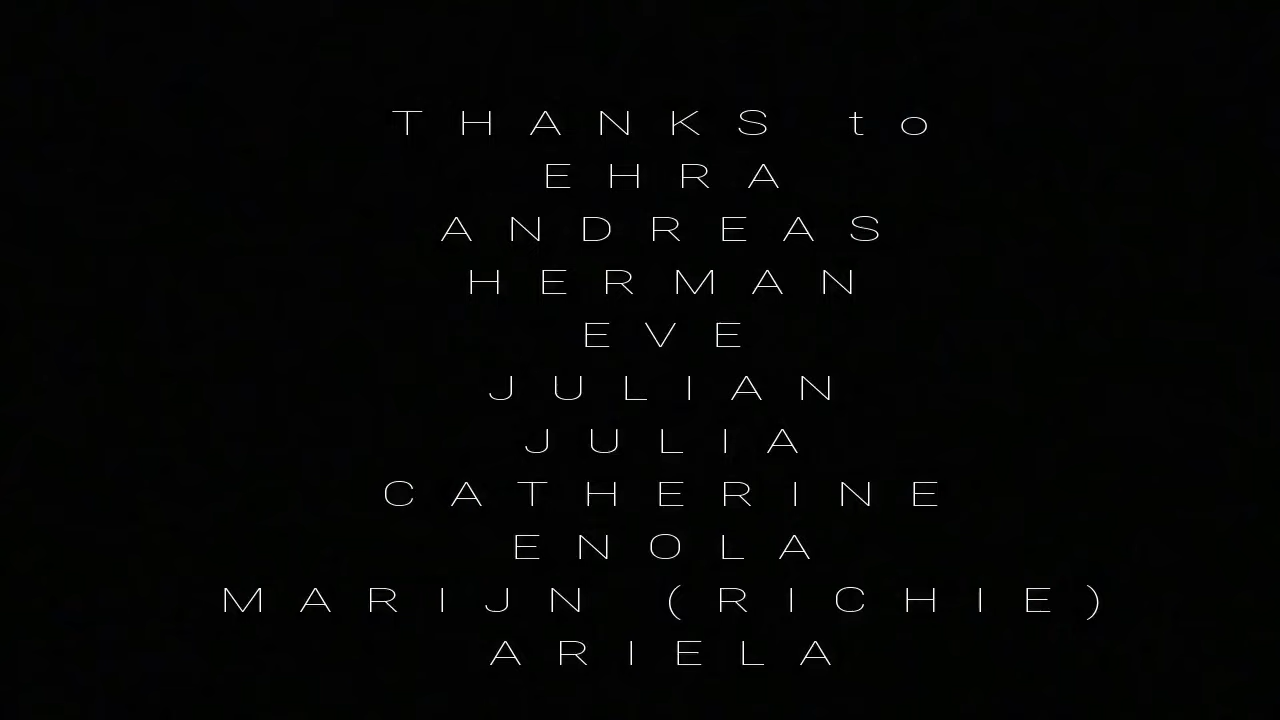 THANKS to
EHRA
ANDREAS
HERMAN
EVE
JULIAN
JULIA
CATHERINE
ENOLA
MARIJN (RICHIE)
ARIELA